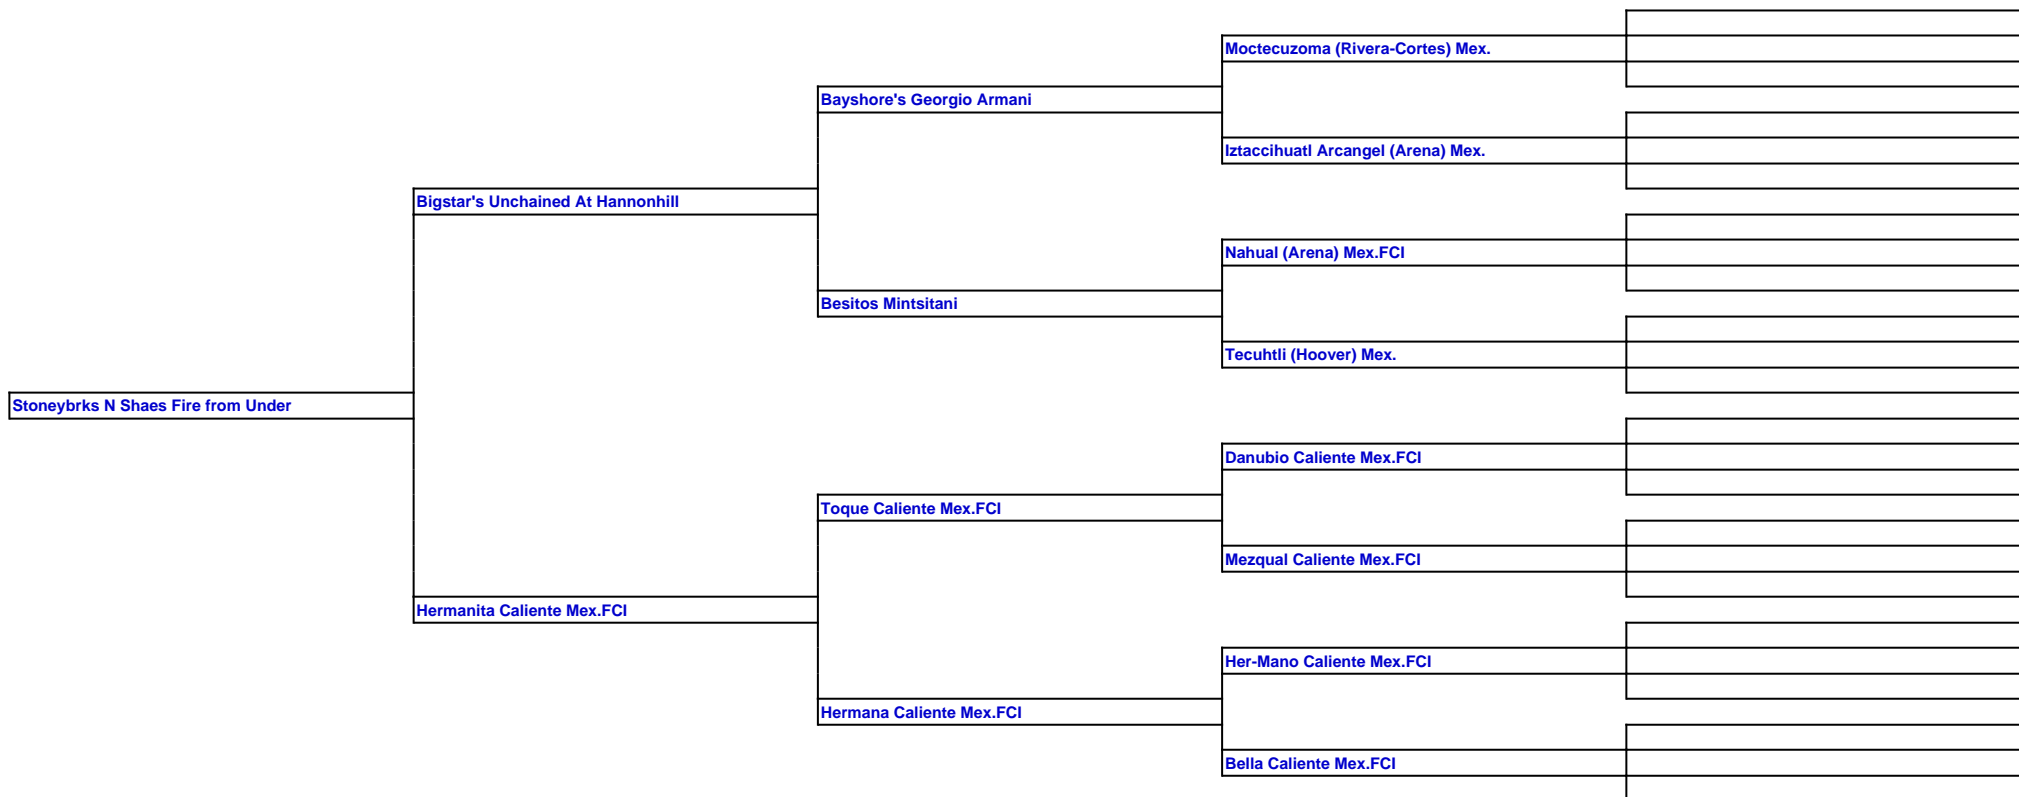 Moctecuzoma (Rivera-Cortes) Mex.
Bayshore's Georgio Armani
Iztaccihuatl Arcangel (Arena) Mex.
Bigstar's Unchained At Hannonhill
Nahual (Arena) Mex.FCI
Besitos Mintsitani
Tecuhtli (Hoover) Mex.
Stoneybrks N Shaes Fire from Under
Danubio Caliente Mex.FCI
Toque Caliente Mex.FCI
Mezqual Caliente Mex.FCI
Hermanita Caliente Mex.FCI
Her-Mano Caliente Mex.FCI
Hermana Caliente Mex.FCI
Bella Caliente Mex.FCI